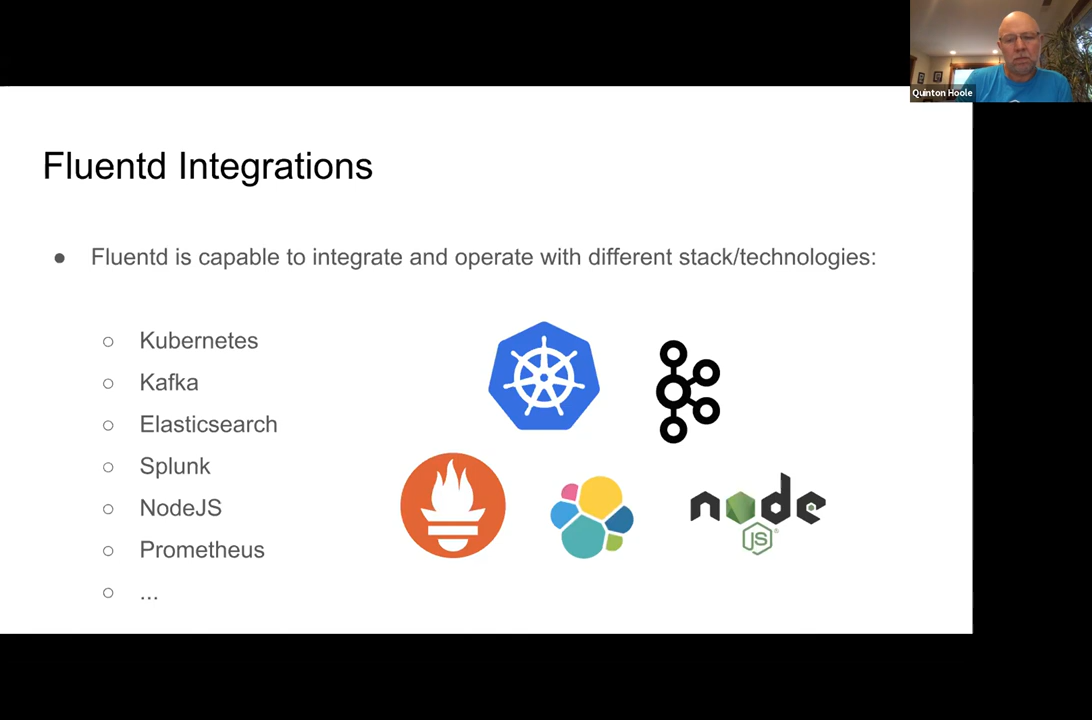 Quinton Hoole
Fluentd Integrations
● Fluentd is capable to integrate and operate with different stack/technologies:
○ Kubernetes
○ Kafka
○ Elasticsearch
○ Splunk
○ NodeJS
○ Prometheus
○ ...
node
JS